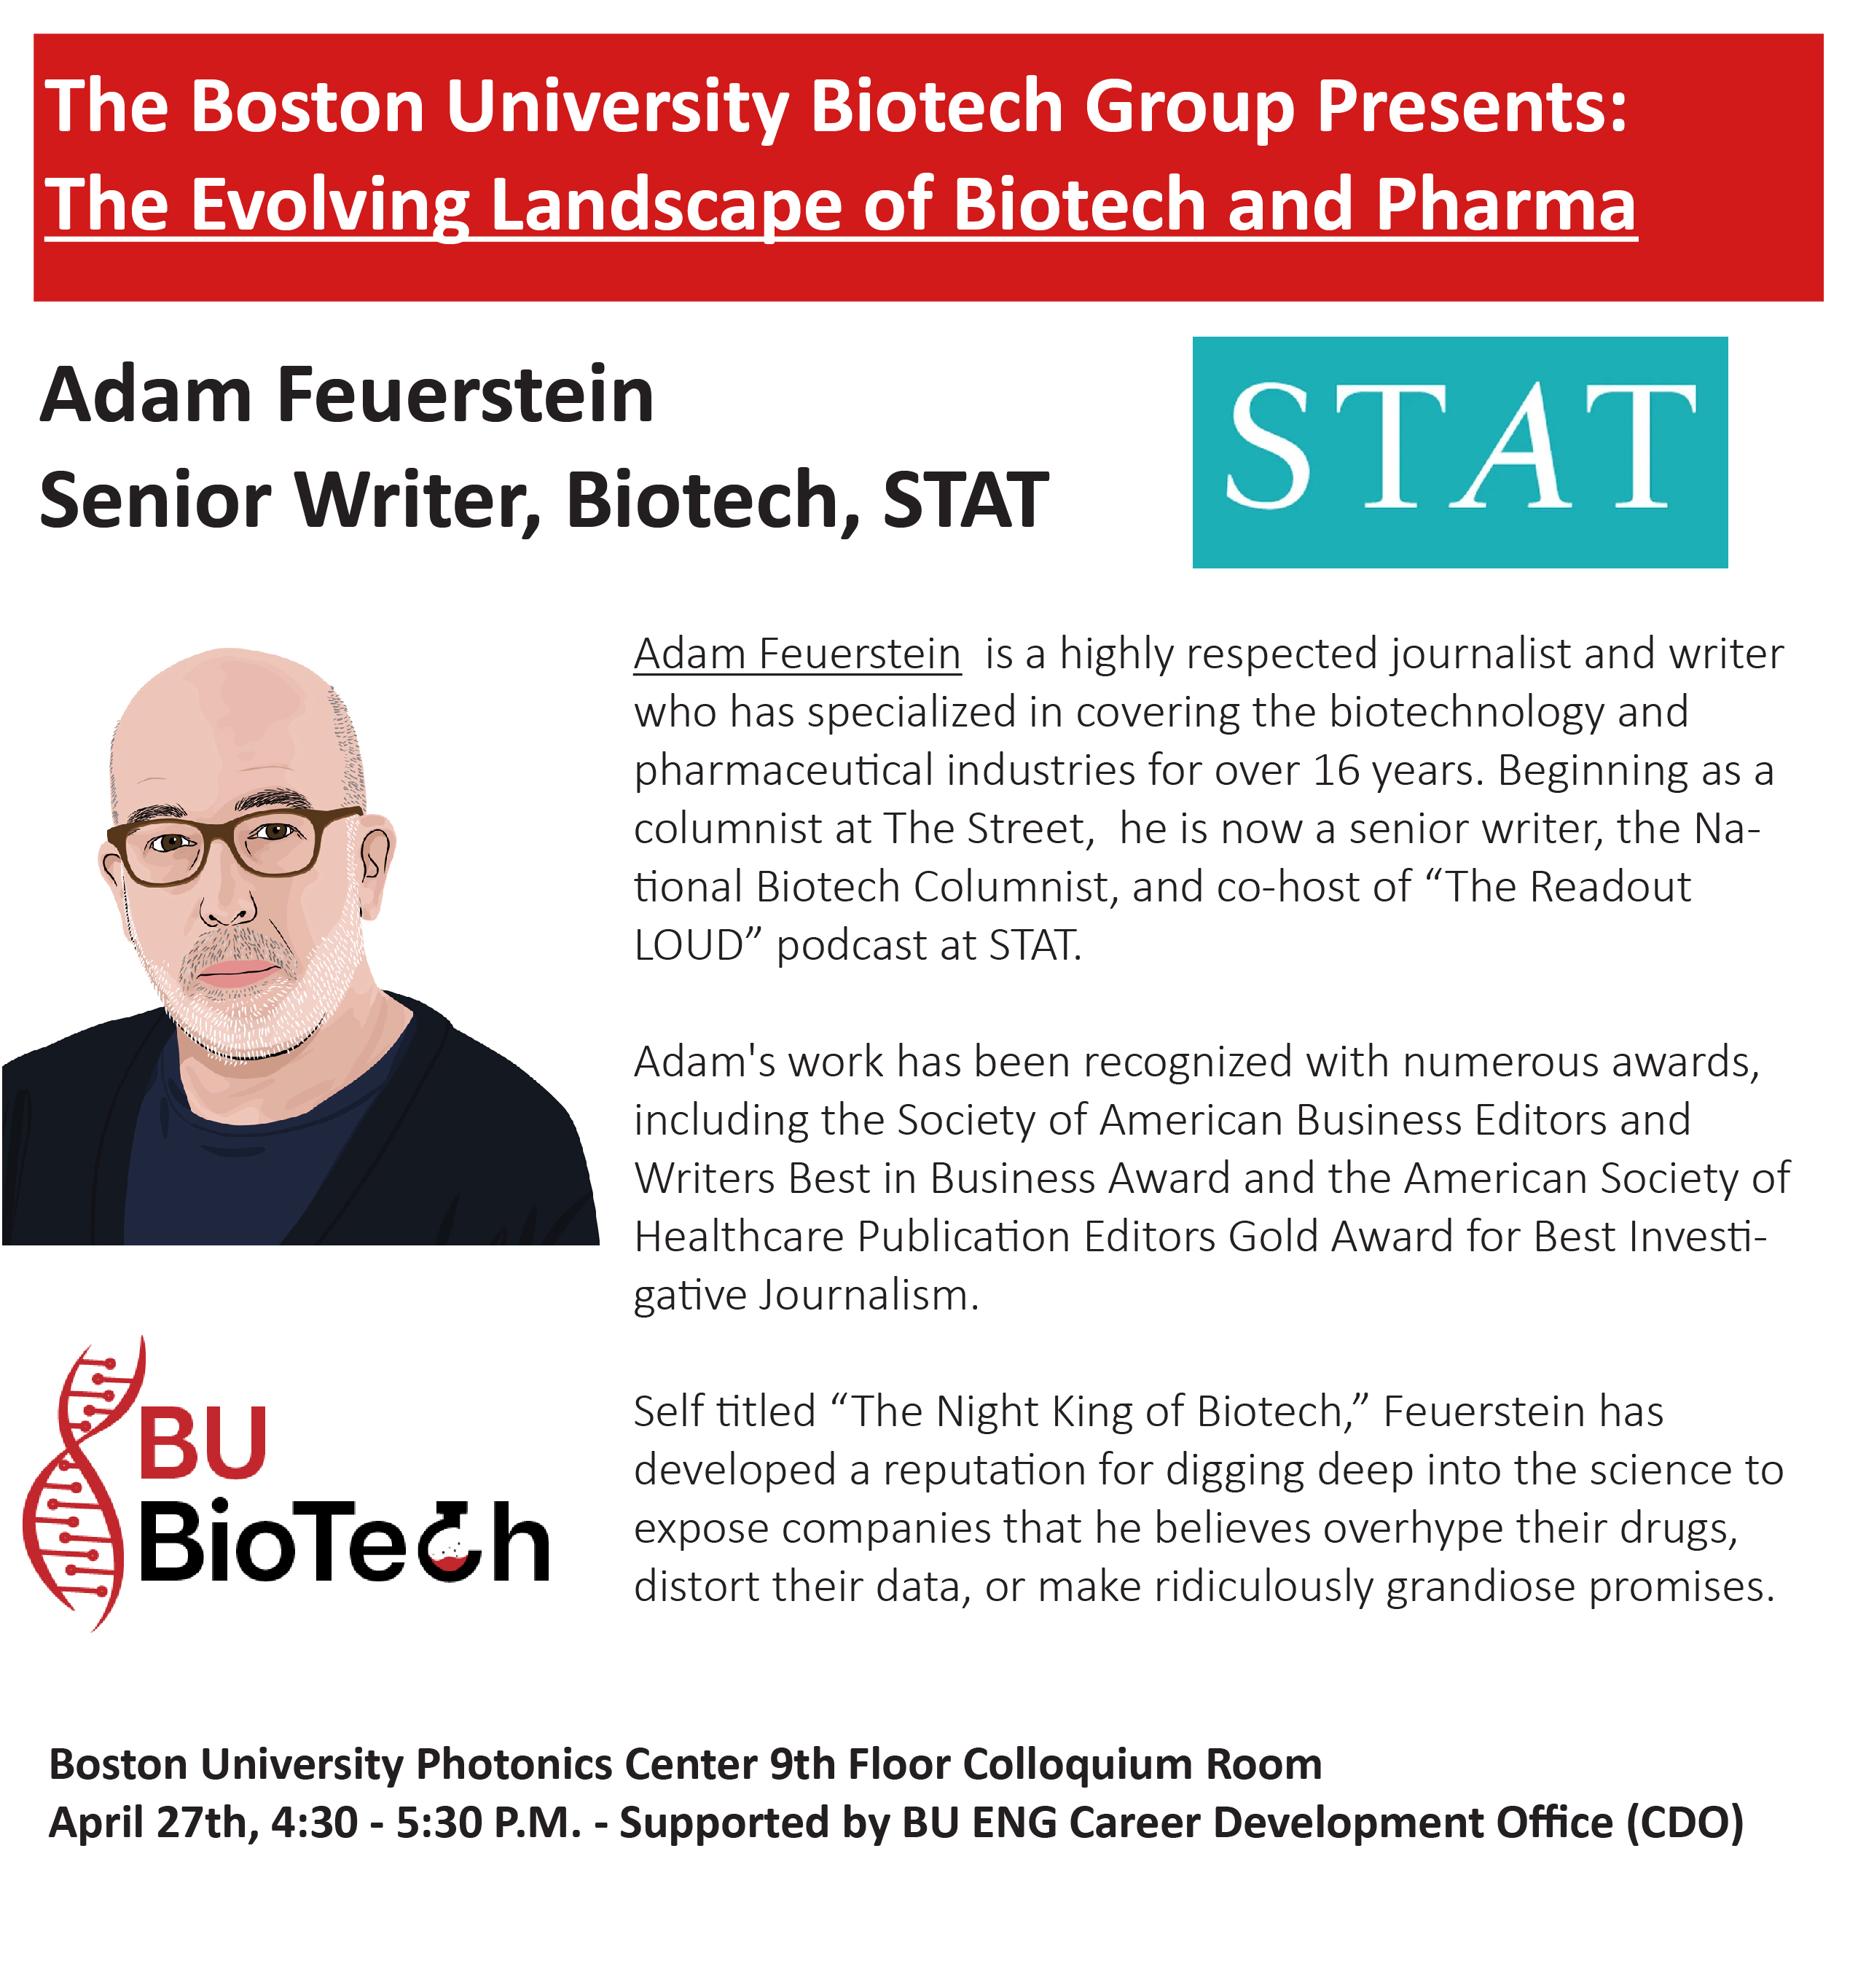 The Boston University Biotech Group Presents:
The Evolving Landscape of Biotech and Pharma
Adam Feuerstein
Senior Writer, Biotech, STAT
STAT
Adam Feuerstein  is a highly respected journalist and writer
who has specialized in covering the biotechnology and
pharmaceutical industries for over 16 years. Beginning as a
columnist at The Street,  he is now a senior writer, the Na-
tional Biotech Columnist, and co-host of “The Readout
LOUD” podcast at STAT.
Adam's work has been recognized with numerous awards,
including the Society of American Business Editors and
Writers Best in Business Award and the American Society of
Healthcare Publication Editors Gold Award for Best Investi-
gative Journalism.
Self titled “The Night King of Biotech,” Feuerstein has
developed a reputation for digging deep into the science to
expose companies that he believes overhype their drugs,
distort their data, or make ridiculously grandiose promises.
BU
BioTech
Boston University Photonics Center 9th Floor Colloquium Room
April 27th, 4:30 - 5:30 P.M. - Supported by BU ENG Career Development Office (CDO)